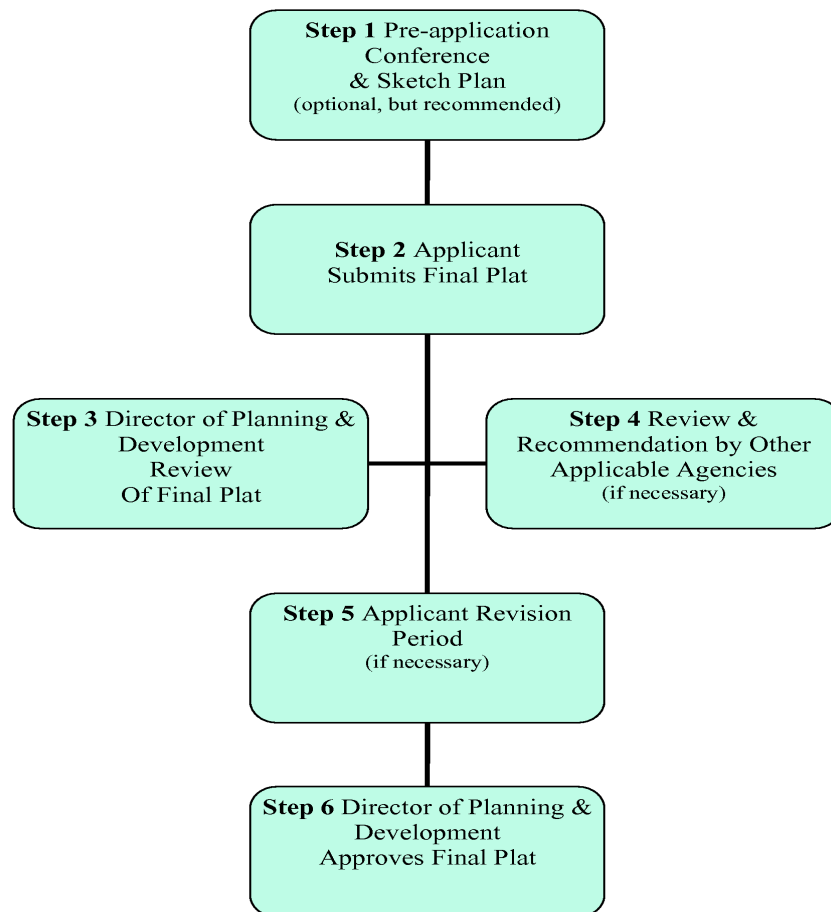 Step 1 Pre-application
Conference
& Sketch Plan
(optional, but recommended)
Step 2 Applicant
Submits Final Plat
Step 3 Director of Planning &
Development
Review
Of Final Plat
Step 4 Review &
Recommendation by Other
Applicable Agencies
(if necessary)
Step 5 Applicant Revision
Period
(if necessary)
Step 6 Director of Planning &
Development
Approves Final Plat